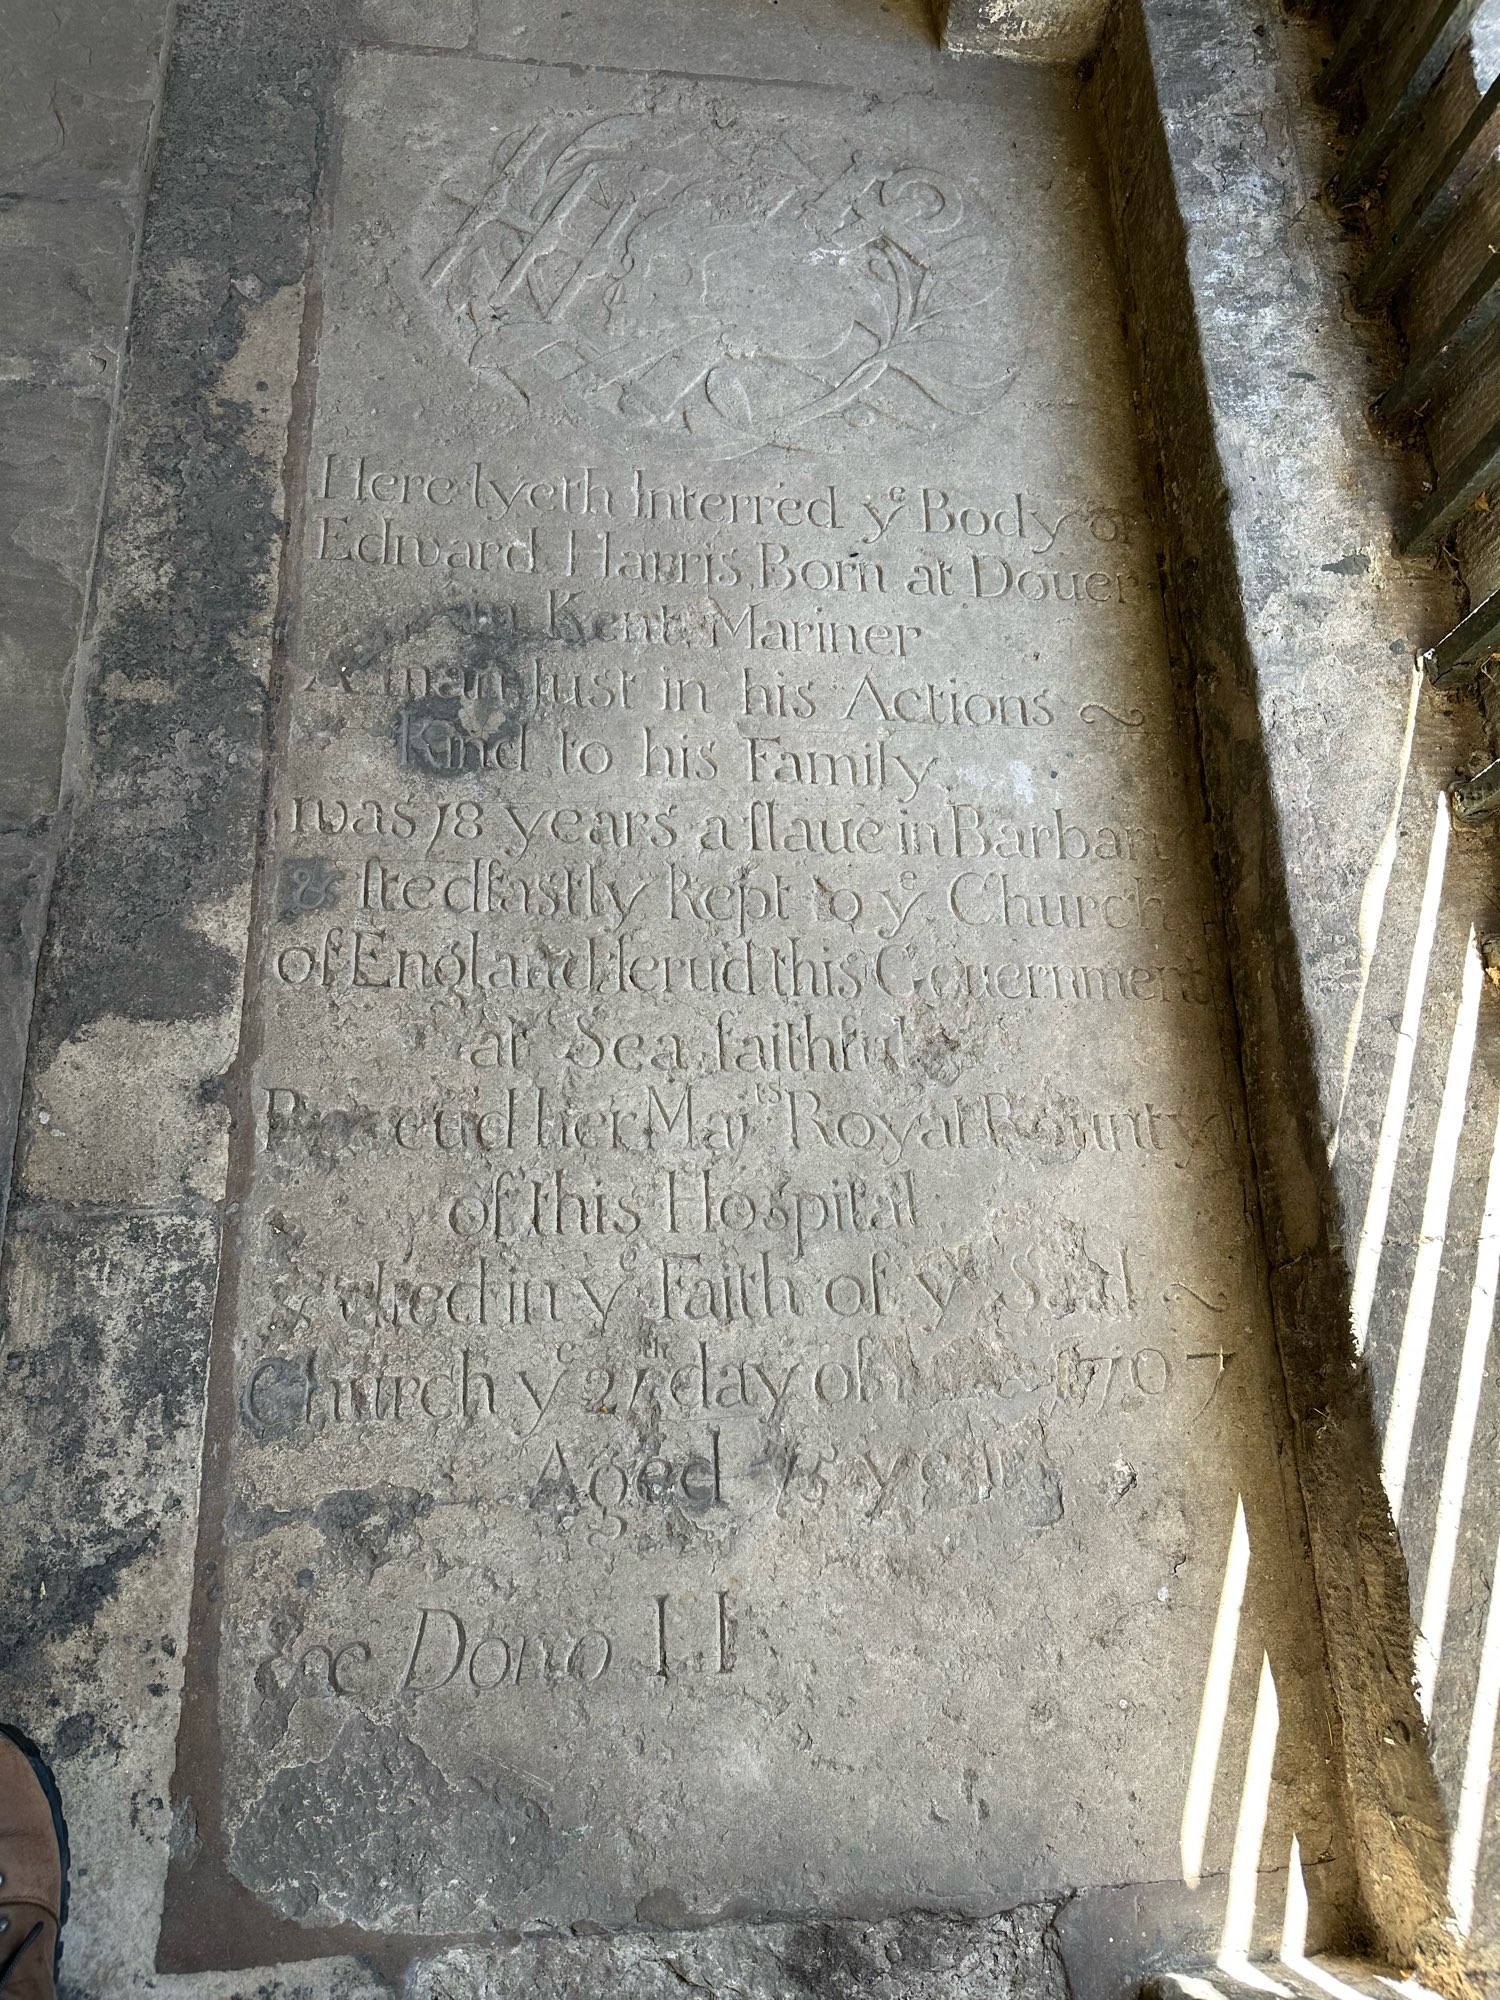 Here lyeth Interred yᵉ Body of
Edward Harris Born at Douer
in Kent, Mariner
A man Just in his Actions ~
Kind to his Family
was 18 years a ſlaue in Barbary
& ſtedfastly Kept to yᵉ Church
of England, ſerud this Gouernment
at Sea faithful
Receud her Majᵗˢ Royal Bounty
of this Hospital
& died in yᵉ Faith of yᵉ Said ~
Church yᵉ 21ᵗʰ day of 1707
Aged 75 years
ex Dono I I